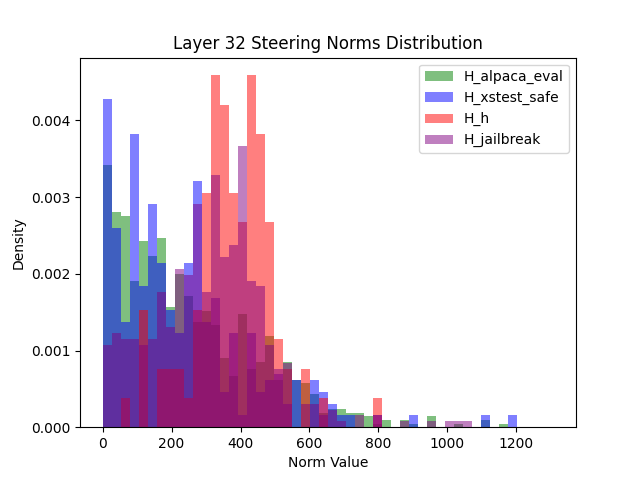 Layer 32 Steering Norms Distribution
H_alpaca_eval
H_xstest_safe
H_h
H_jailbreak
Density
0.004
0.003
0.002
0.001
0.000
0 200 400 600 800 1000 1200
Norm Value